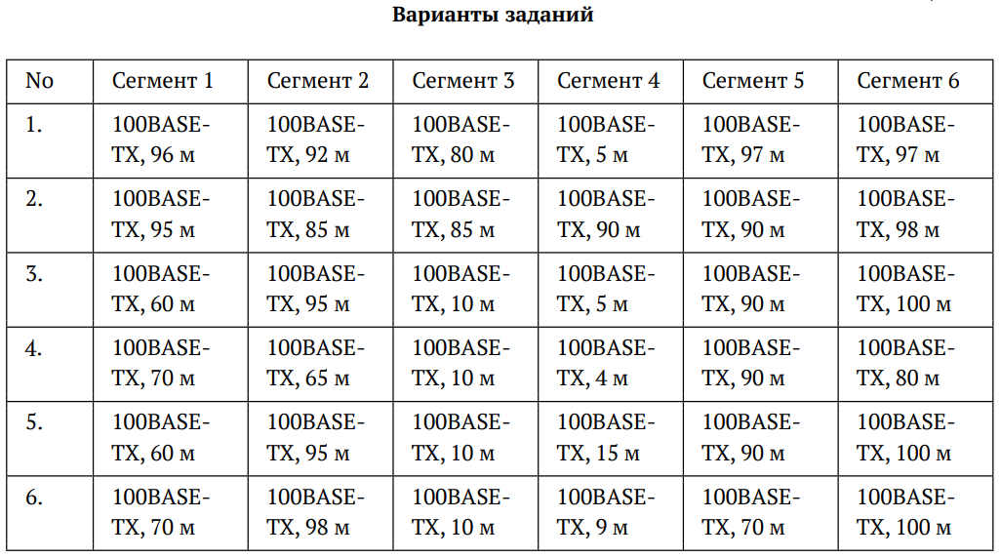 Варианты заданий
No Сегмент 1 Сегмент 2 Сегмент 3 Сегмент 4 Сегмент 5 Сегмент 6
1. 100BASE- 100BASE- 100BASE- 100BASE- 100BASE- 100BASE-
TX, 96 м TX, 92 м TX, 80 м TX, 5 м TX, 97 м TX, 97 м
2. 100BASE- 100BASE- 100BASE- 100BASE- 100BASE- 100BASE-
TX, 95 м TX, 85 м TX, 85 м TX, 90 м TX, 90 м TX, 98 м
3. 100BASE- 100BASE- 100BASE- 100BASE- 100BASE- 100BASE-
TX, 60 м TX, 95 м TX, 10 м TX, 5 м TX, 90 м TX, 100 м
4. 100BASE- 100BASE- 100BASE- 100BASE- 100BASE- 100BASE-
TX, 70 м TX, 65 м TX, 10 м TX, 4 м TX, 90 м TX, 80 м
5. 100BASE- 100BASE- 100BASE- 100BASE- 100BASE- 100BASE-
TX, 60 м TX, 95 м TX, 10 м TX, 15 м TX, 90 м TX, 100 м
6. 100BASE- 100BASE- 100BASE- 100BASE- 100BASE- 100BASE-
TX, 70 м TX, 98 м TX, 10 м TX, 9 м TX, 70 м TX, 100 м